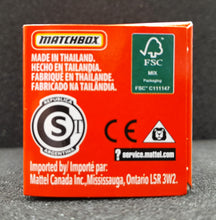 MATCHBOX
MADE IN THAILAND.
HECHO EN TAILANDIA.
FABRIQUÉ EN THAÏLANDE.
FABRICADO NA TAILÂNDIA.
FSC
MIX
Packaging
FSC® C111147
REPUBLICA
S
ARGENTINA
CE
? service.mattel.com
Imported by/ Importé par:
Mattel Canada Inc., Mississauga, Ontario L5R 3W2.